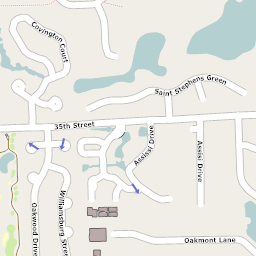 Covington Court
Saint Stephens Green
35th Street
Assisi Drive
Assisi Drive
Oakwood Drive
Williamsburg Street
Oakmont Lane